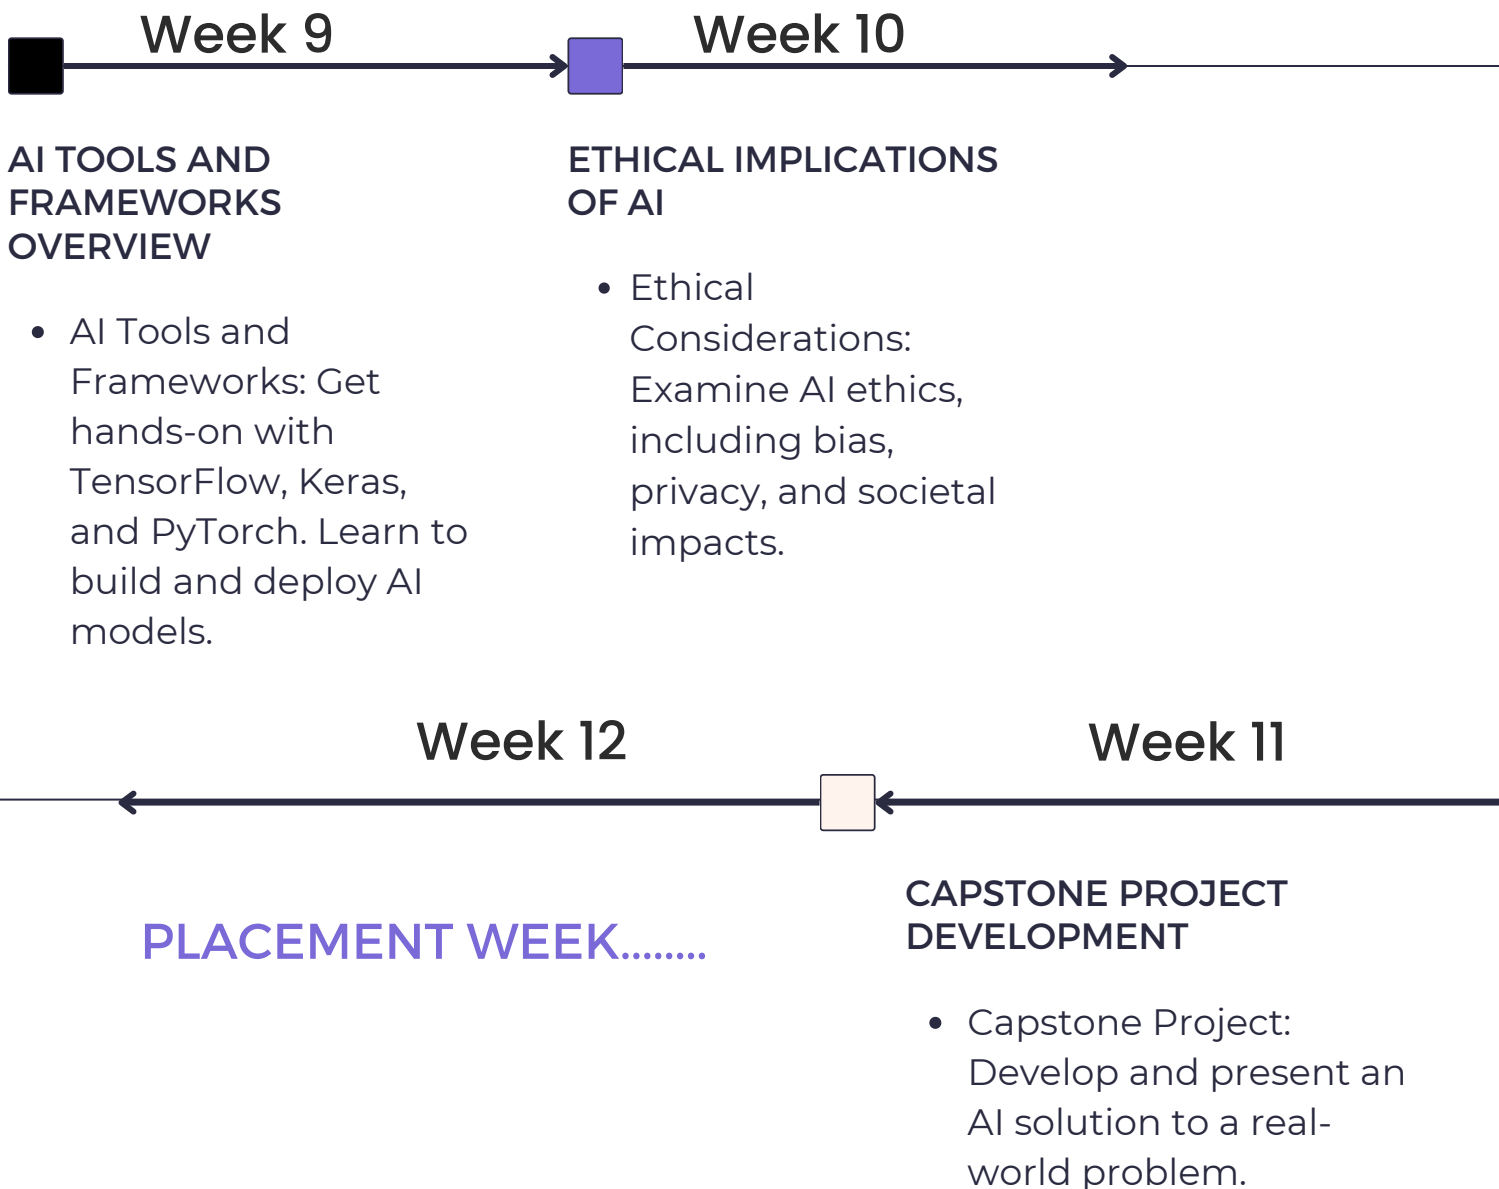 Week 9
AI TOOLS AND
FRAMEWORKS
OVERVIEW
• AI Tools and
Frameworks: Get
hands-on with
TensorFlow, Keras,
and PyTorch. Learn to
build and deploy AI
models.
Week 10
ETHICAL IMPLICATIONS
OF AI
• Ethical
Considerations:
Examine AI ethics,
including bias,
privacy, and societal
impacts.
Week 11
CAPSTONE PROJECT
DEVELOPMENT
• Capstone Project:
Develop and present an
AI solution to a real-
world problem.
Week 12
PLACEMENT WEEK........